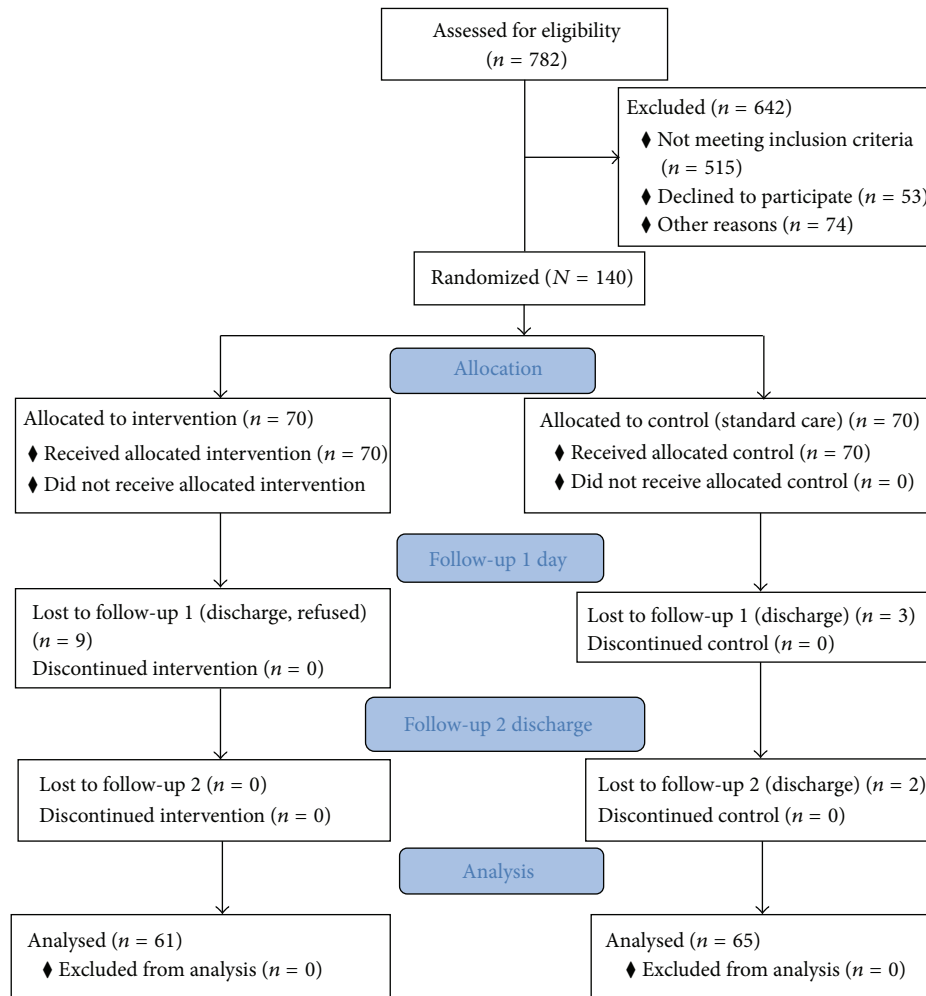 Assessed for eligibility
(n = 782)
Excluded (n = 642)
♦ Not meeting inclusion criteria
(n = 515)
♦ Declined to participate (n = 53)
♦ Other reasons (n = 74)
Randomized (N = 140)
Allocation
Allocated to intervention (n = 70)
♦ Received allocated intervention (n = 70)
♦ Did not receive allocated intervention
Allocated to control (standard care) (n = 70)
♦ Received allocated control (n = 70)
♦ Did not receive allocated control (n = 0)
Follow-up 1 day
Lost to follow-up 1 (discharge, refused)
(n = 9)
Discontinued intervention (n = 0)
Lost to follow-up 1 (discharge) (n = 3)
Discontinued control (n = 0)
Follow-up 2 discharge
Lost to follow-up 2 (n = 0)
Discontinued intervention (n = 0)
Lost to follow-up 2 (discharge) (n = 2)
Discontinued control (n = 0)
Analysis
Analysed (n = 61)
♦ Excluded from analysis (n = 0)
Analysed (n = 65)
♦ Excluded from analysis (n = 0)